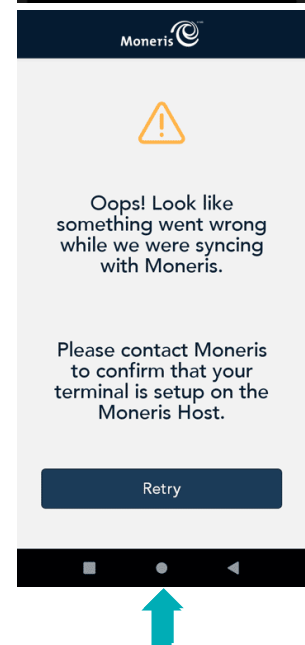 Moneris
Oops! Look like
something went wrong
while we were syncing
with Moneris.
Please contact Moneris
to confirm that your
terminal is setup on the
Moneris Host.
Retry